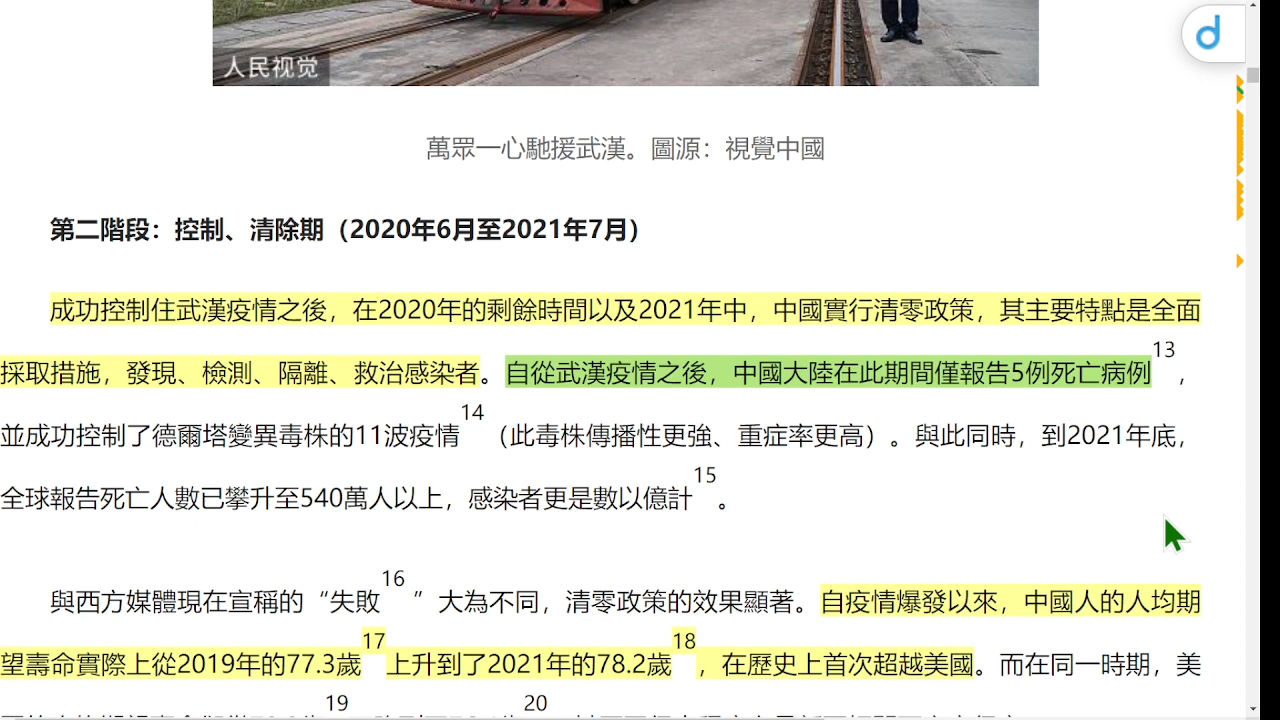 人民视觉
萬眾一心馳援武漢。圖源：視覺中國
第二階段：控制、清除期（2020年6月至2021年7月）
成功控制住武漢疫情之後，在2020年的剩餘時間以及2021年中，中國實行清零政策，其主要特點是全面
採取措施，發現、檢測、隔離、救治感染者。自從武漢疫情之後，中國大陸在此期間僅報告5例死亡病例13，
並成功控制了德爾塔變異毒株的11波疫情14（此毒株傳播性更強、重症率更高）。與此同時，到2021年底，
全球報告死亡人數已攀升至540萬人以上，感染者更是數以億計15。
與西方媒體現在宣稱的“失敗16”大為不同，清零政策的效果顯著。自疫情爆發以來，中國人的人均期
望壽命實際上從2019年的77.3歲17上升到了2021年的78.2歲18，在歷史上首次超越美國。而在同一時期，美
19 20